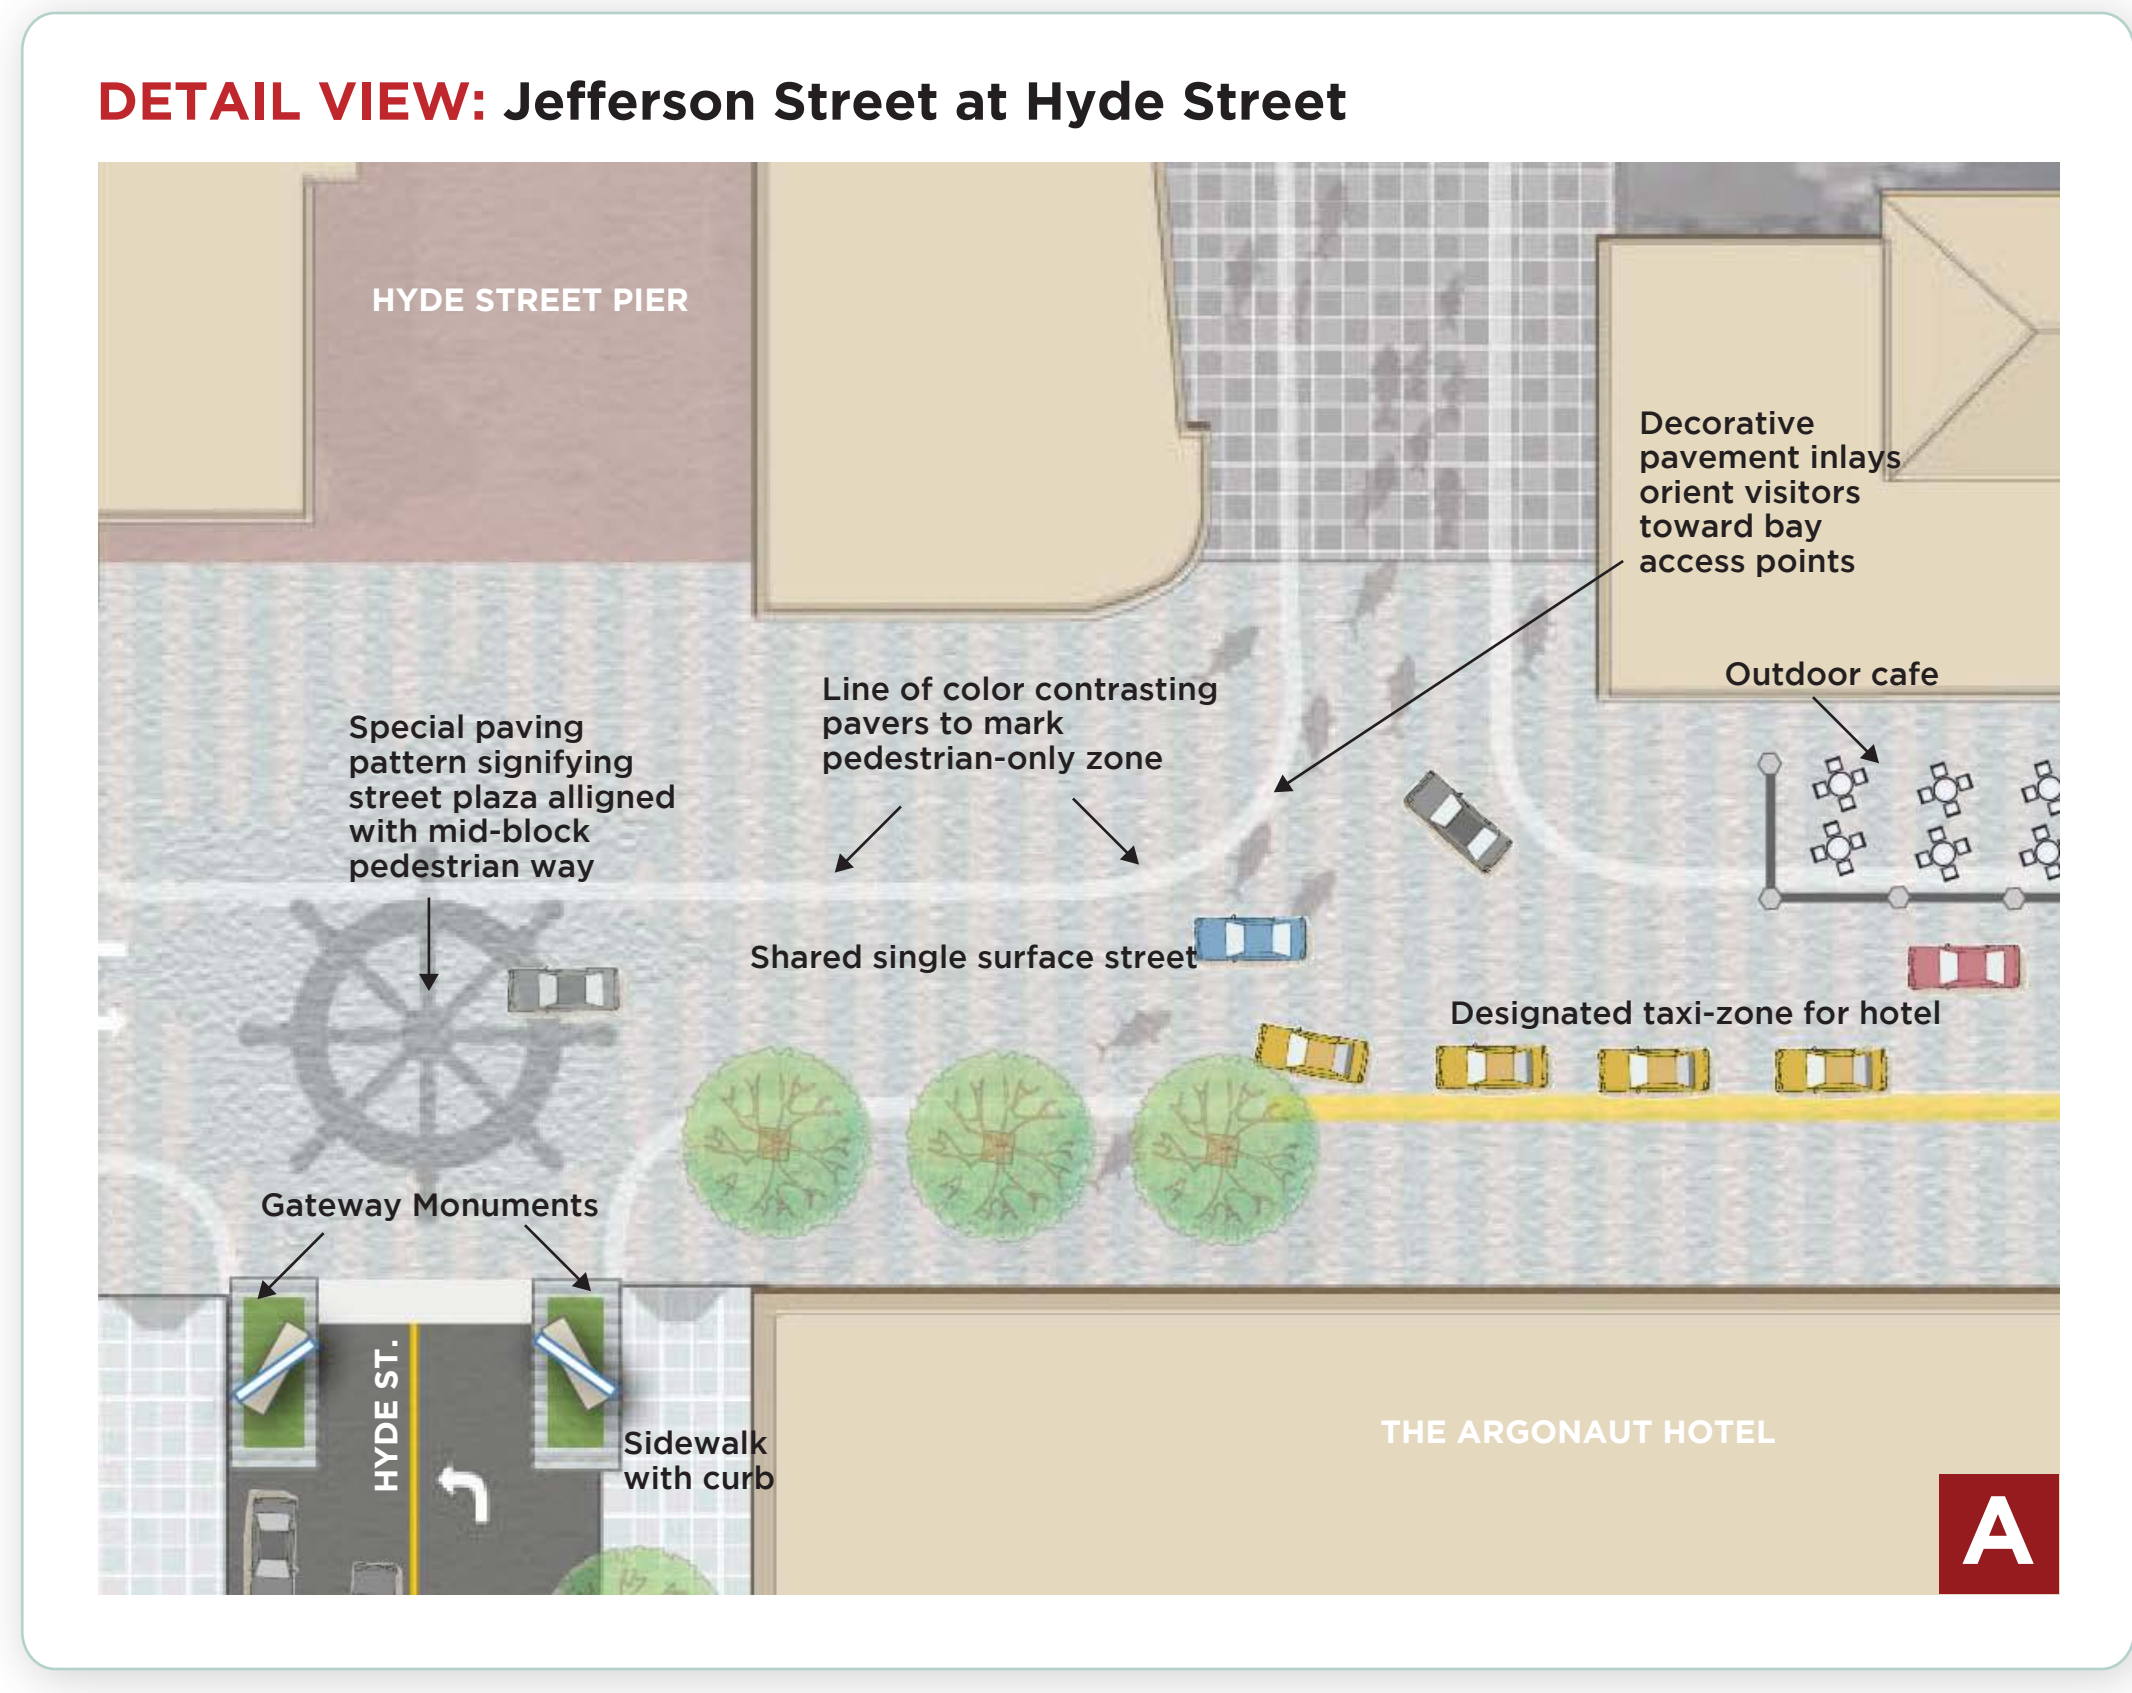 DETAIL VIEW: Jefferson Street at Hyde Street
HYDE STREET PIER
Decorative
pavement inlays
orient visitors
toward bay
access points
Outdoor cafe
Line of color contrasting
pavers to mark
pedestrian-only zone
Special paving
pattern signifying
street plaza alligned
with mid-block
pedestrian way
Shared single surface street
Designated taxi-zone for hotel
Gateway Monuments
HYDE ST.
Sidewalk
with curb
THE ARGONAUT HOTEL
A